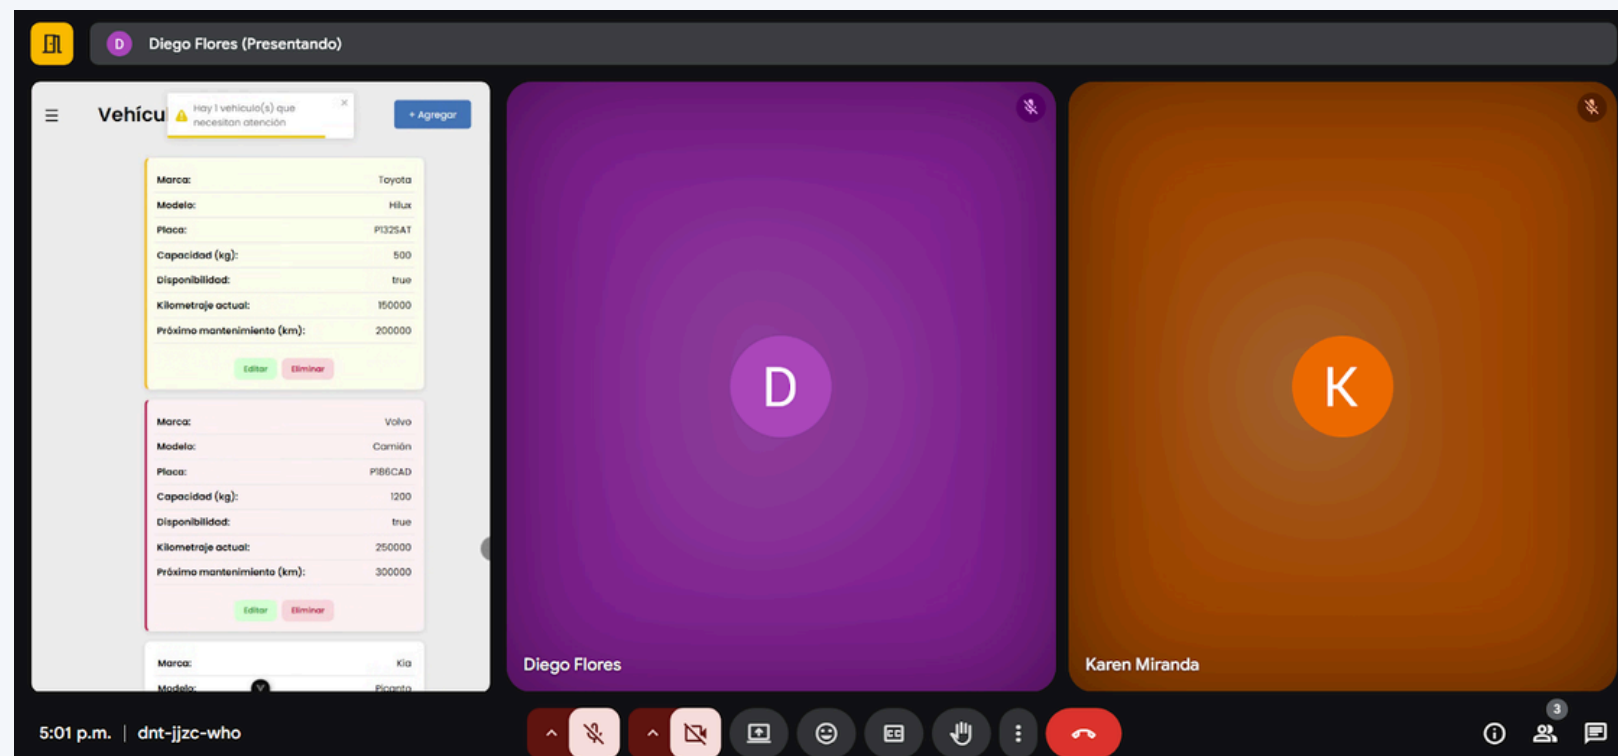 D Diego Flores (Presentando)
Vehícu
Hay 1 vehículo(s) que
necesitan atención
+ Agregar
Marca: Toyota
Modelo: Hilux
Placa: P132SAT
Capacidad (kg): 500
Disponibilidad: true
Kilometraje actual: 150000
Próximo mantenimiento (km): 200000
Editar Eliminar
Marca: Volvo
Modelo: Camión
Placa: P186CAD
Capacidad (kg): 1200
Disponibilidad: true
Kilometraje actual: 250000
Próximo mantenimiento (km): 300000
Editar Eliminar
Marca: Kia
Modelo: Picanto
D
Diego Flores
K
Karen Miranda
5:01 p.m. | dnt-jjzc-who
3